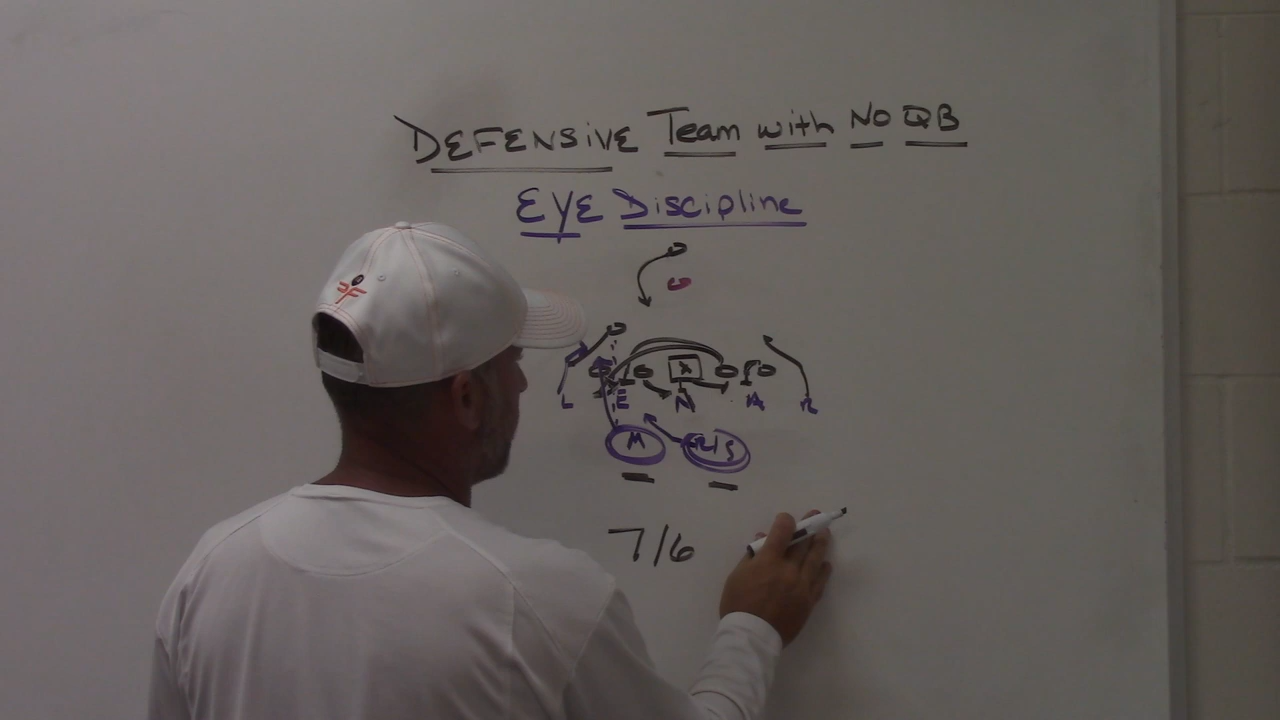 DEFENSIVE Team with No QB
EYE Discipline
X
L E N A R
M R/S
7/6